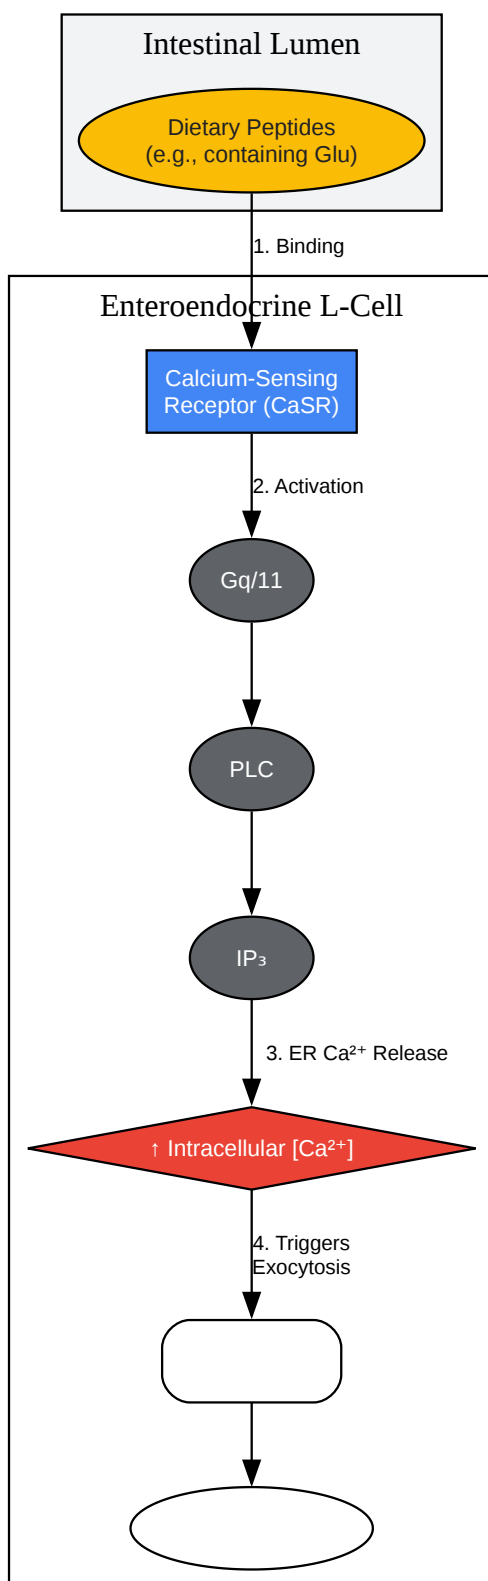 Intestinal Lumen
Dietary Peptides
(e.g., containing Glu)
1. Binding
Enteroendocrine L-Cell
Calcium-Sensing
Receptor (CaSR)
2. Activation
Gq/11
PLC
IP₃
3. ER Ca²⁺ Release
↑ Intracellular [Ca²⁺]
4. Triggers
Exocytosis